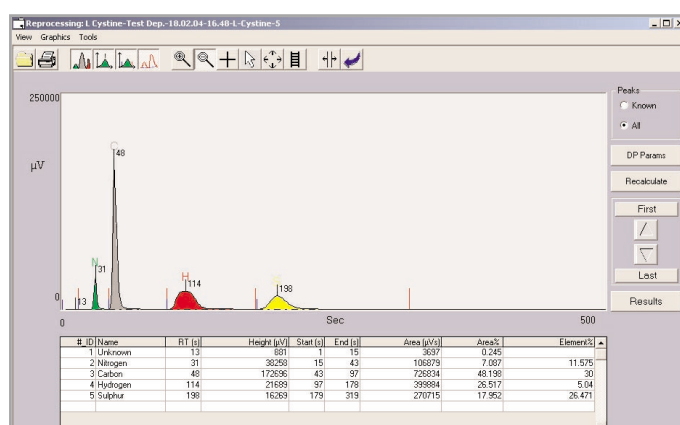 Reprocessing: L Cystine-Test Dep.-18.02.04-16.48-L-Cystine-5
View Graphics Tools
Peaks
Known
All
DP Params
Recalculate
First
Last
Results
250000
µV
0
C
48
N
31
13
H
114
198
0 Sec 500
#_ID Name RT (s) Height (µV) Start (s) End (s) Area (µVs) Area% Element%
1 Unknown 13 881 1 15 3697 0.245
2 Nitrogen 31 38258 15 43 106879 7.087 11.575
3 Carbon 48 172696 43 97 726834 48.198 30
4 Hydrogen 114 21689 97 178 399884 26.517 5.04
5 Sulphur 198 16269 179 319 270715 17.952 26.471